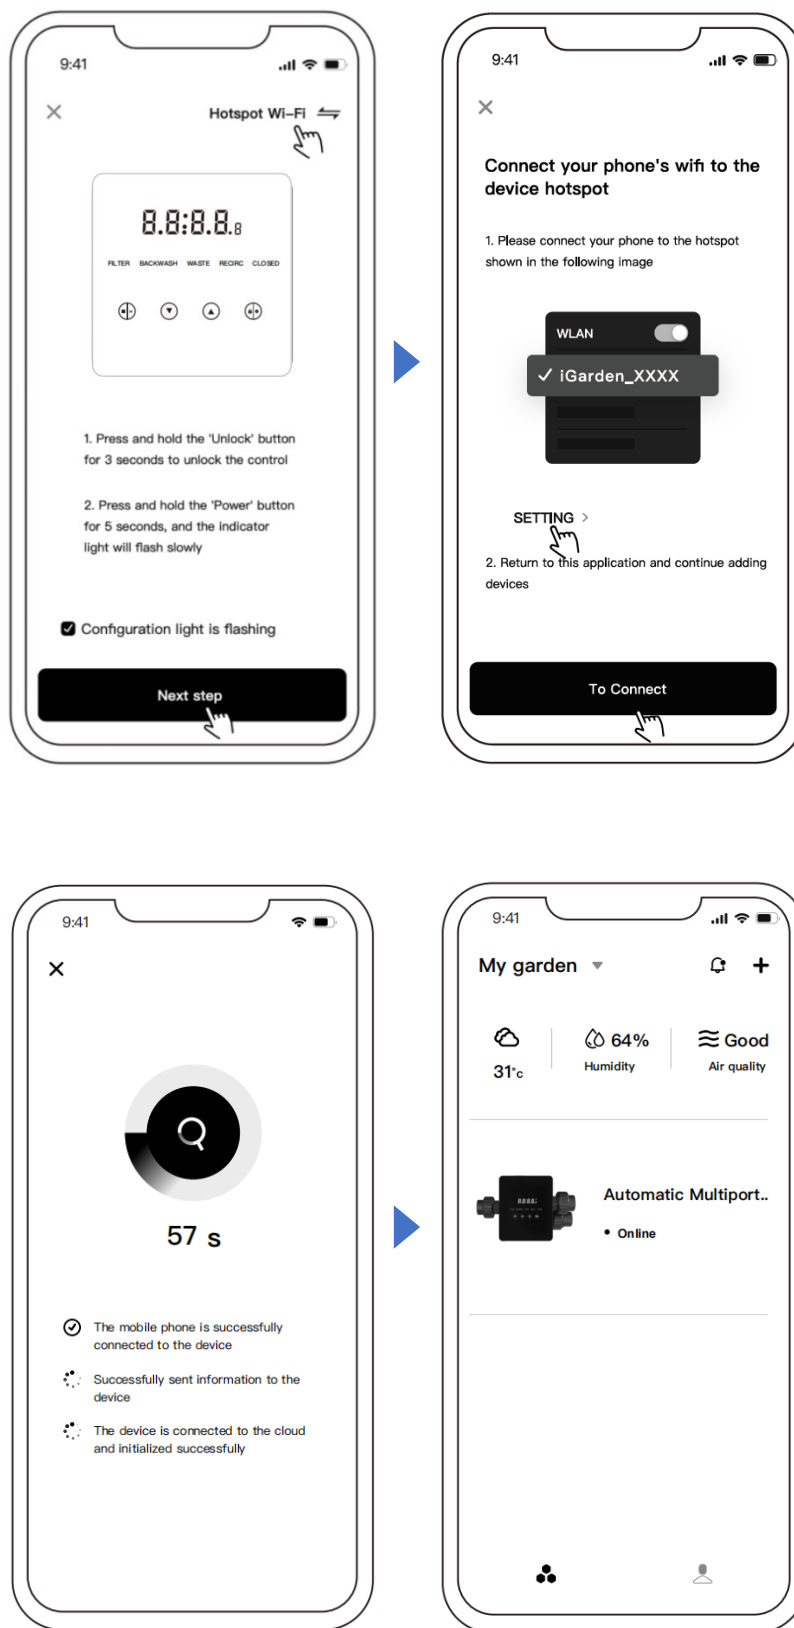 9:41
Hotspot Wi-Fi
8.8:8.8.8
FILTER BACKWASH WASTE RECIRC CLOSED
1. Press and hold the 'Unlock' button
for 3 seconds to unlock the control
2. Press and hold the 'Power' button
for 5 seconds, and the indicator
light will flash slowly
Configuration light is flashing
Next step
9:41
Connect your phone's wifi to the
device hotspot
1. Please connect your phone to the hotspot
shown in the following image
WLAN
iGarden_XXXX
SETTING >
2. Return to this application and continue adding
devices
To Connect
9:41
57 s
The mobile phone is successfully
connected to the device
Successfully sent information to the
device
The device is connected to the cloud
and initialized successfully
9:41
My garden
31°c
64%
Humidity
Good
Air quality
Automatic Multiport..
• Online